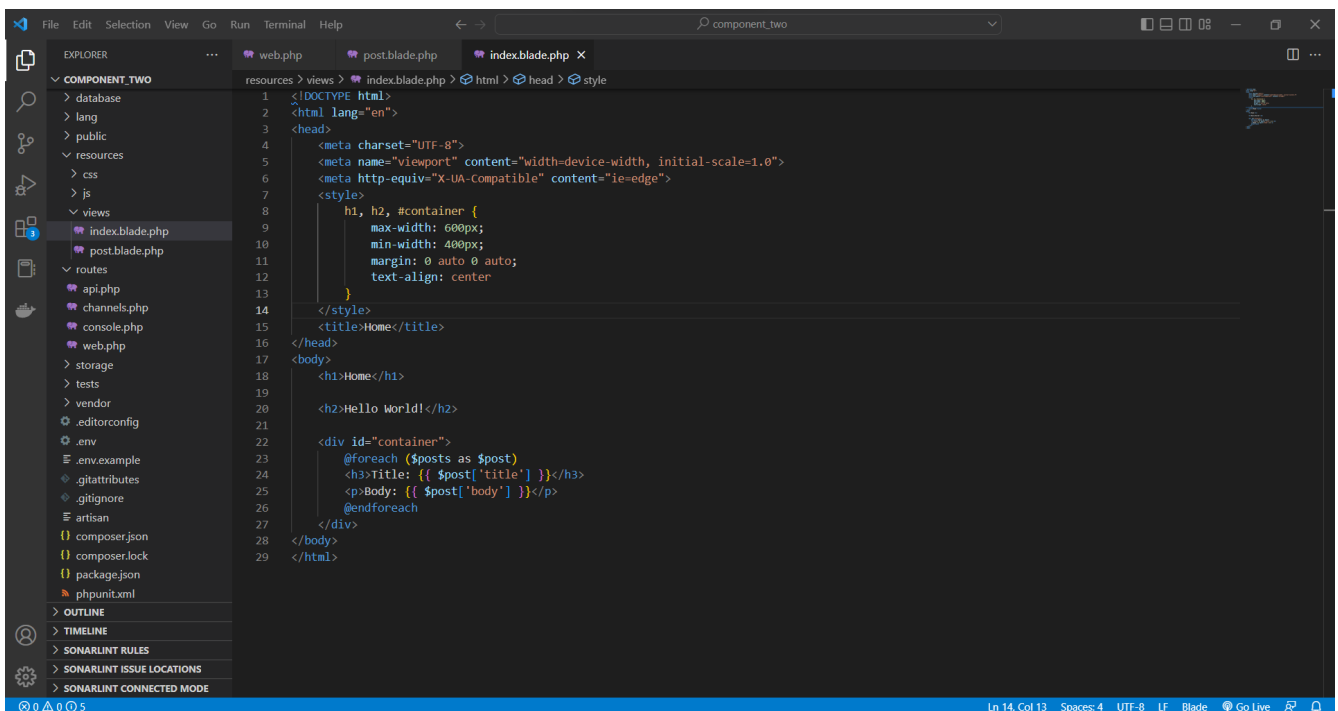 File Edit Selection View Go Run Terminal Help
component_two
EXPLORER
web.php
post.blade.php
index.blade.php
COMPONENT_TWO
resources > views > index.blade.php > html > head > style
database
lang
public
resources
css
js
views
index.blade.php
post.blade.php
routes
api.php
channels.php
console.php
web.php
storage
tests
vendor
.editorconfig
.env
.env.example
.gitattributes
.gitignore
artisan
{} composer.json
{} composer.lock
{} package.json
phpunit.xml
OUTLINE
TIMELINE
SONARLINT RULES
SONARLINT ISSUE LOCATIONS
SONARLINT CONNECTED MODE
3
1 <!DOCTYPE html>
2 <html lang="en">
3 <head>
4 <meta charset="UTF-8">
5 <meta name="viewport" content="width=device-width, initial-scale=1.0">
6 <meta http-equiv="X-UA-Compatible" content="ie=edge">
7 <style>
8 h1, h2, #container {
9 max-width: 600px;
10 min-width: 400px;
11 margin: 0 auto 0 auto;
12 text-align: center
13 }
14 </style>
15 <title>Home</title>
16 </head>
17 <body>
18 <h1>Home</h1>
19
20 <h2>Hello World!</h2>
21
22 <div id="container">
23 @foreach ($posts as $post)
24 <h3>Title: {{ $post['title'] }}</h3>
25 <p>Body: {{ $post['body'] }}</p>
26 @endforeach
27 </div>
28 </body>
29 </html>
0 0 5
Ln 14, Col 13 Spaces: 4 UTF-8 LF Blade Go Live